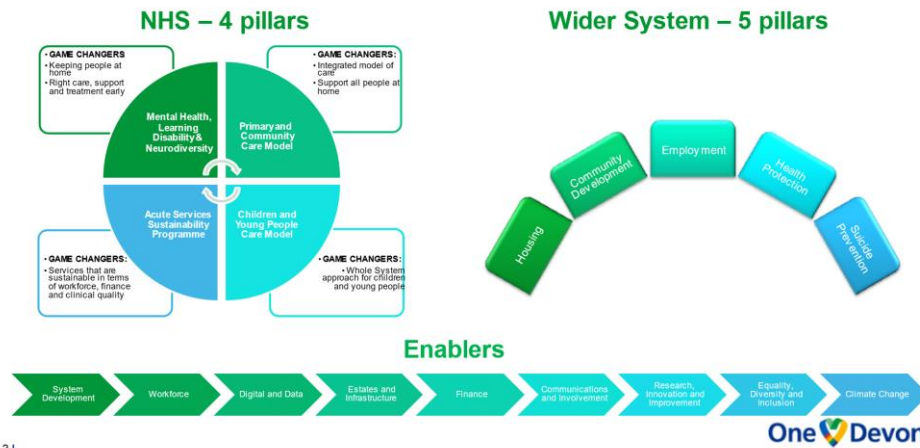 NHS – 4 pillars
• GAME CHANGERS
• Keeping people at
home
• Right care, support
and treatment early
• GAME CHANGERS:
• Integrated model of
care
• Support all people at
home
Mental Health,
Learning
Disability &
Neurodiversity
Primary and
Community
Care Model
Acute Services
Sustainability
Programme
Children and
Young People
Care Model
• GAME CHANGERS:
• Services that are
sustainable in terms
of workforce, finance
and clinical quality
• GAME CHANGERS:
• Whole System
approach for children
and young people
Wider System – 5 pillars
Housing
Community
Development
Employment
Health
Protection
Suicide
Prevention
Enablers
System
Development
Workforce
Digital and Data
Estates and
Infrastructure
Finance
Communications
and Involvement
Research,
Innovation and
Improvement
Equality,
Diversity and
Inclusion
Climate Change
3 |
One Devon